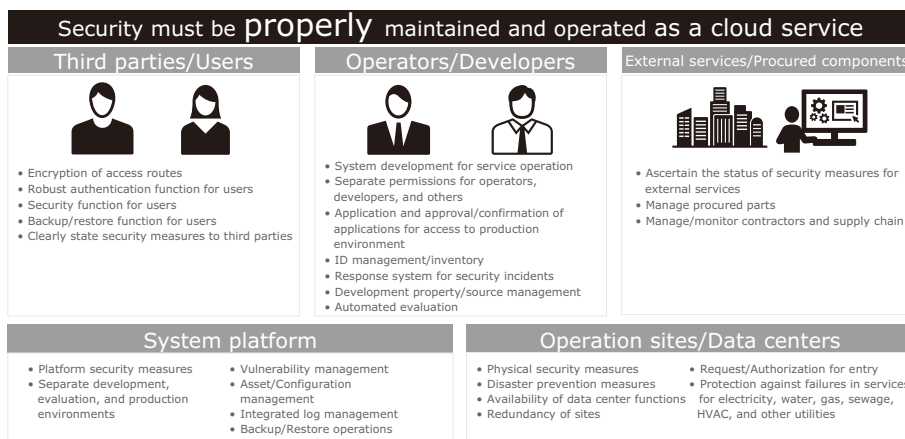 Security must be properly maintained and operated as a cloud service
Third parties/Users
• Encryption of access routes
• Robust authentication function for users
• Security function for users
• Backup/restore function for users
• Clearly state security measures to third parties
Operators/Developers
• System development for service operation
• Separate permissions for operators,
developers, and others
• Application and approval/confirmation of
applications for access to production
environment
• ID management/inventory
• Response system for security incidents
• Development property/source management
• Automated evaluation
External services/Procured components
• Ascertain the status of security measures for
external services
• Manage procured parts
• Manage/monitor contractors and supply chain
System platform
• Platform security measures
• Separate development,
evaluation, and production
environments
• Vulnerability management
• Asset/Configuration
management
• Integrated log management
• Backup/Restore operations
Operation sites/Data centers
• Physical security measures
• Disaster prevention measures
• Availability of data center functions
• Redundancy of sites
• Request/Authorization for entry
• Protection against failures in services
for electricity, water, gas, sewage,
HVAC, and other utilities